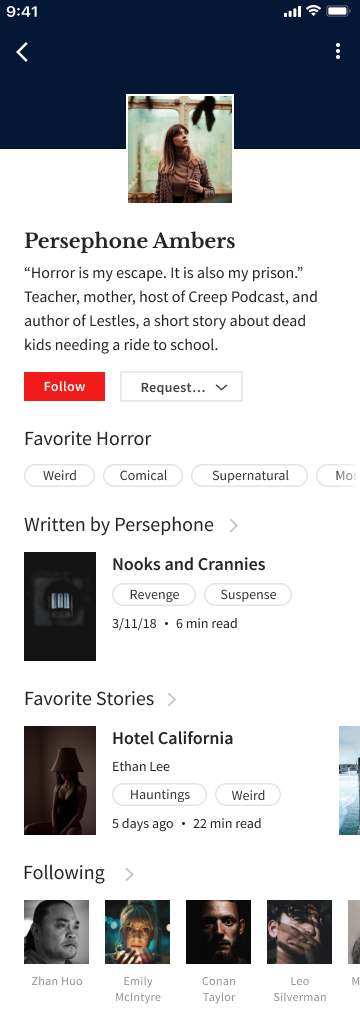 9:41
Persephone Ambers
“Horror is my escape. It is also my prison.”
Teacher, mother, host of Creep Podcast, and
author of Lestles, a short story about dead
kids needing a ride to school.
Follow Request...
Favorite Horror
Weird Comical Supernatural
Written by Persephone
Nooks and Crannies
Revenge Suspense
3/11/18 • 6 min read
Favorite Stories
Hotel California
Ethan Lee
Hauntings Weird
5 days ago • 22 min read
Following
Zhan Huo Emily Conan Leo
McIntyre Taylor Silverman